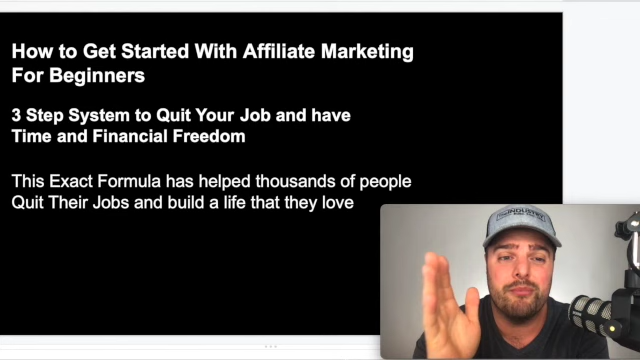 How to Get Started With Affiliate Marketing
For Beginners
3 Step System to Quit Your Job and have
Time and Financial Freedom
This Exact Formula has helped thousands of people
Quit Their Jobs and build a life that they love
INDUSTRY